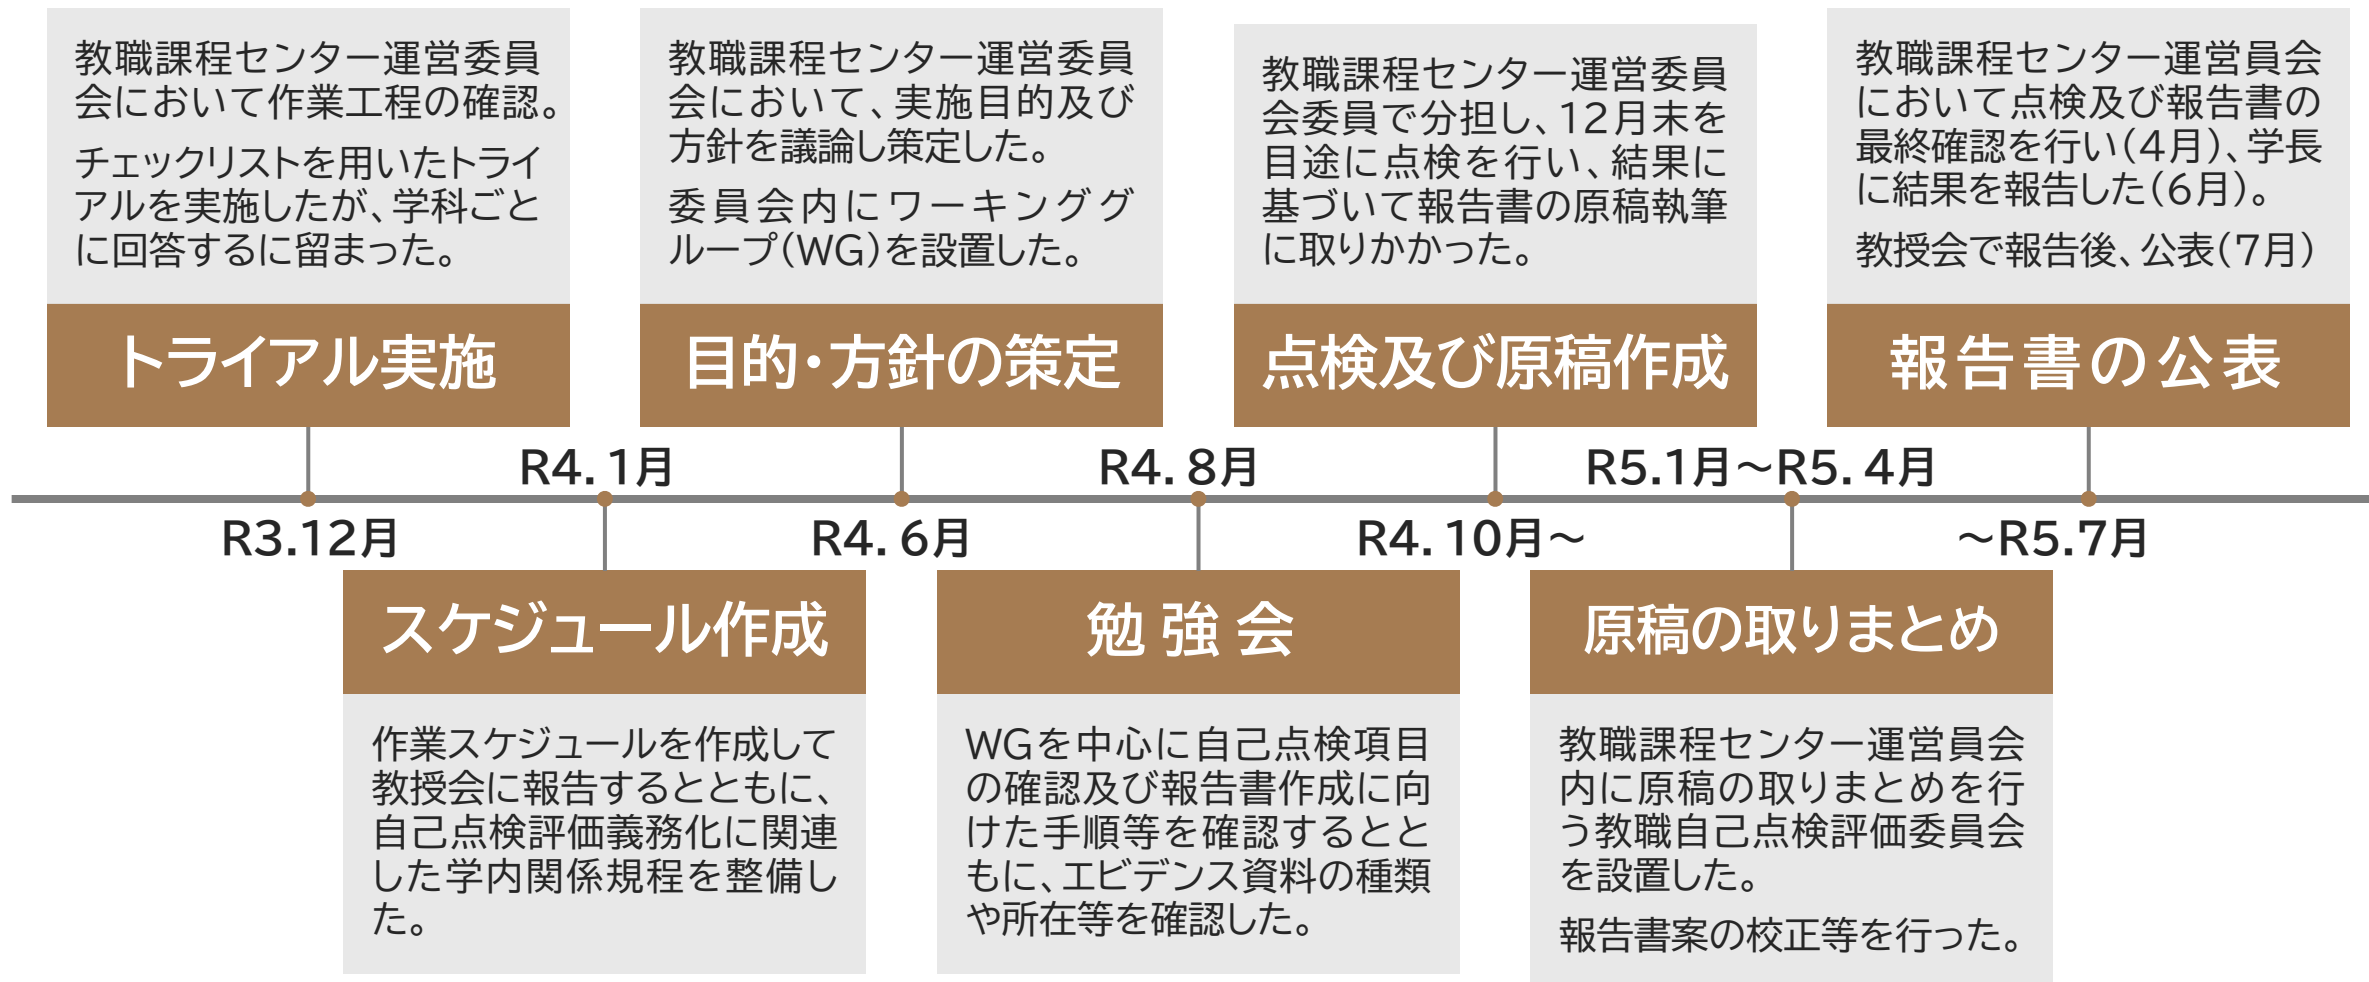 教職課程センター運営委員
会において作業工程の確認。
チェックリストを用いたトライ
アルを実施したが、学科ごと
に回答するに留まった。
トライアル実施
R3.12月
R4.1月
スケジュール作成
作業スケジュールを作成して
教授会に報告するとともに、
自己点検評価義務化に関連
した学内関係規程を整備し
た。
教職課程センター運営委員
会において、実施目的及び
方針を議論し策定した。
委員会内にワーキンググ
ループ(WG)を設置した。
目的・方針の策定
R4.6月
R4.8月
勉強会
WGを中心に自己点検項目
の確認及び報告書作成に向
けた手順等を確認するとと
もに、エビデンス資料の種類
や所在等を確認した。
教職課程センター運営委員
会委員で分担し、12月末を
目途に点検を行い、結果に
基づいて報告書の原稿執筆
に取りかかった。
点検及び原稿作成
R4.10月～
R5.1月～R5.4月
原稿の取りまとめ
教職課程センター運営員会
内に原稿の取りまとめを行
う教職自己点検評価委員会
を設置した。
報告書案の校正等を行った。
教職課程センター運営員会
において点検及び報告書の
最終確認を行い(4月)、学長
に結果を報告した(6月)。
教授会で報告後、公表(7月)
報告書の公表
～R5.7月